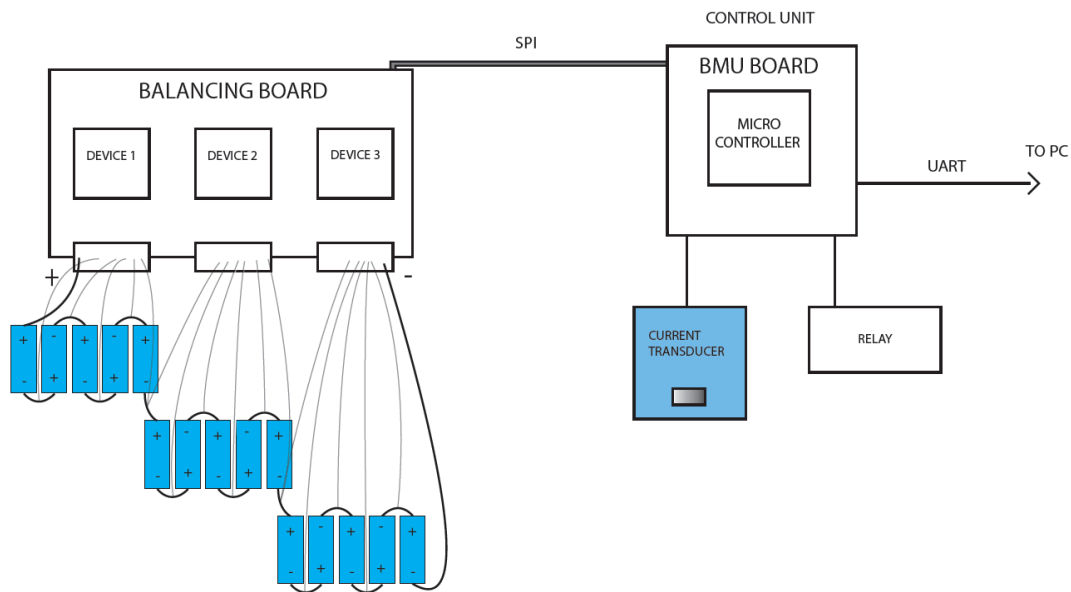 CONTROL UNIT
SPI
BMU BOARD
BALANCING BOARD
MICRO
CONTROLLER
DEVICE 1
DEVICE 2
DEVICE 3
TO PC
UART
+
-
+ - + - +
- + - + -
CURRENT
TRANSDUCER
RELAY
+ - + - +
- + - + -
+ - + - +
- + - + -